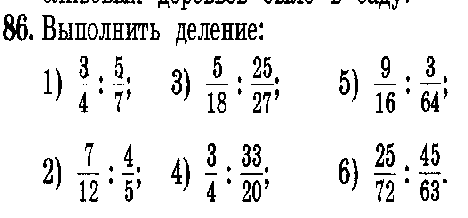 86. Выполнить деление:
1) 3/4 : 5/7; 3) 5/18 : 25/27; 5) 9/16 : 3/64;
2) 7/12 : 4/5; 4) 3/4 : 33/20; 6) 25/72 : 45/63.